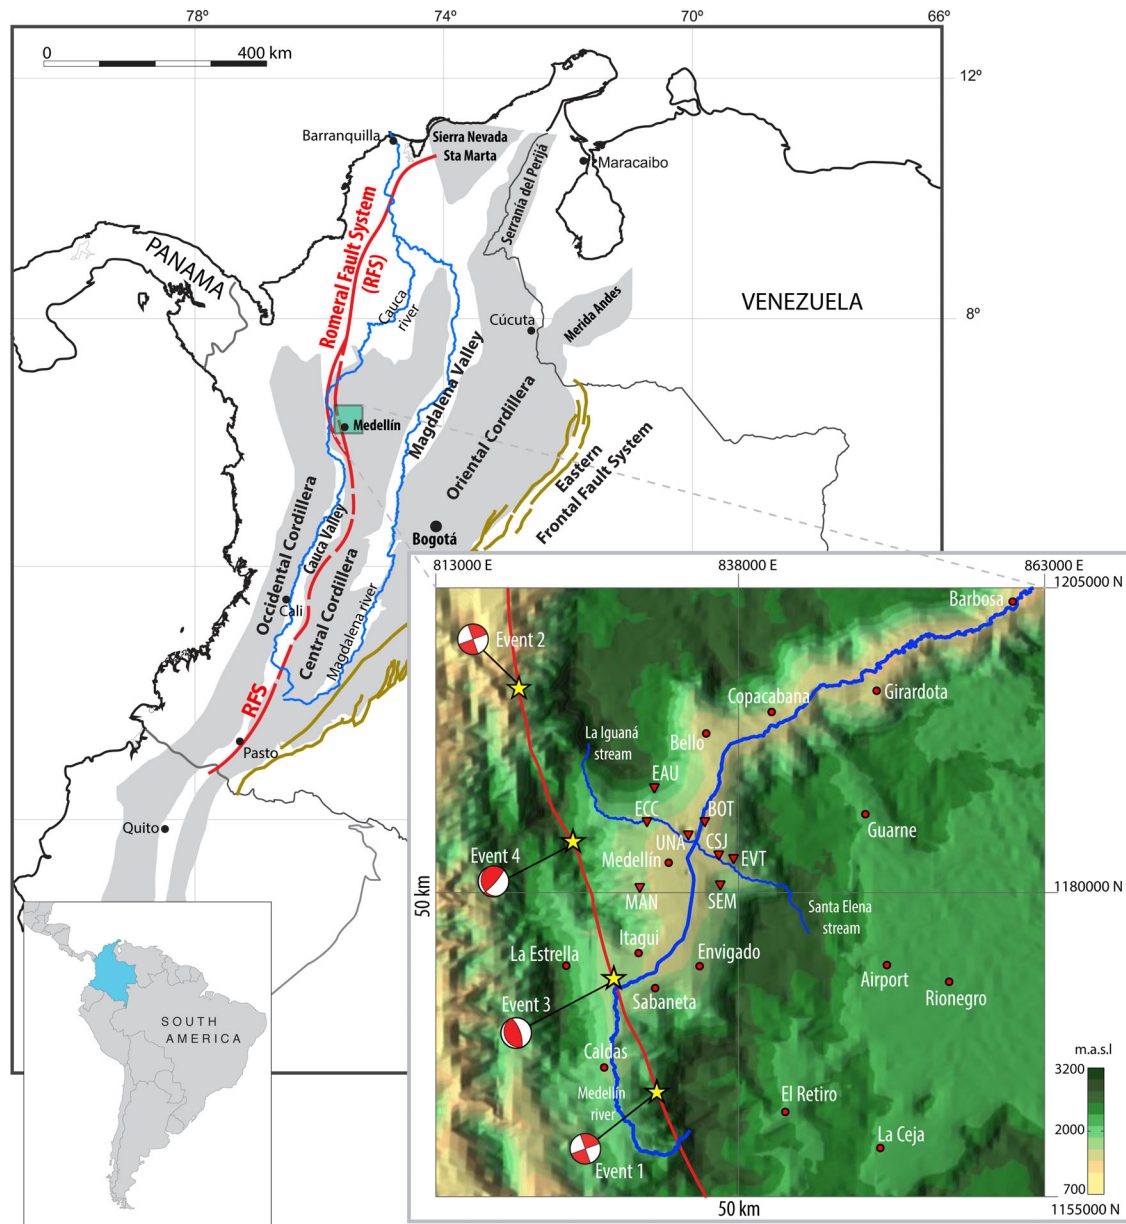 78º
74°
70º
66°
0
400 km
12º
Barranquilla
Sierra Nevada
Sta Marta
Serranía del Perijá
Maracaibo
PANAMA
Romeral Fault System
(RFS)
Cauca
river
VENEZUELA
Cúcuta
Merida Andes
8º
Magdalena Valley
Medellín
Oriental Cordillera
Eastern
Frontal Fault System
Occidental Cordillera
Cauca Valley
Bogotá
Cali
Central Cordillera
Magdalena river
RFS
Pasto
Quito
SOUTH
AMERICA
813000 E
838000 E
863000 E
1205000 N
Barbosa
Event 2
Girardota
Copacabana
La Iguaná
stream
Bello
EAU
ECC
BOT
Guarne
UNA
CSJ
EVT
Medellín
Event 4
MAN
SEM
1180000 N
50 km
Santa Elena
stream
Itagui
La Estrella
Envigado
Airport
Rionegro
Sabaneta
Event 3
Caldas
m.a.s.l
3200
Medellín
river
El Retiro
2000
La Ceja
Event 1
700
50 km
1155000 N